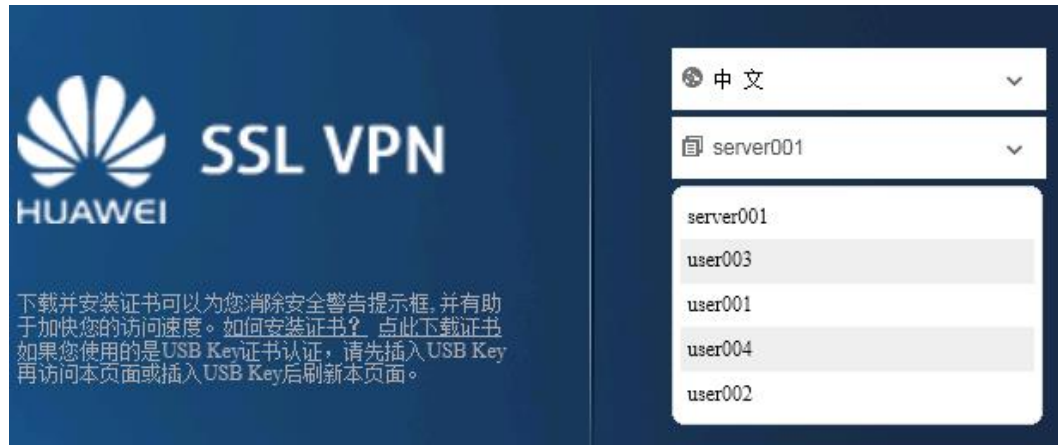 HUAWEI
SSL VPN
下载并安装证书可以为您消除安全警告提示框,并有助
于加快您的访问速度。如何安装证书? 点此下载证书
如果您使用的是USB Key证书认证，请先插入USB Key
再访问本页面或插入USB Key后刷新本页面。
中 文
server001
server001
user003
user001
user004
user002